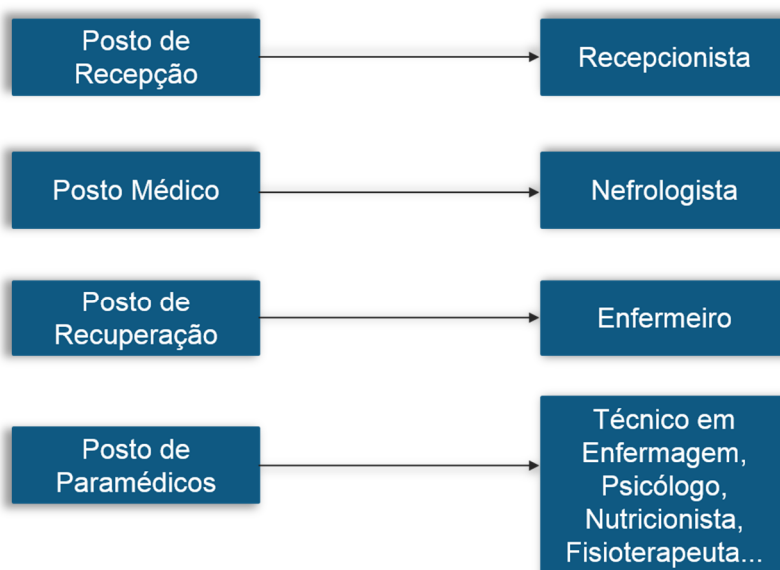 Posto de
Recepção
Recepcionista
Posto Médico
Nefrologista
Posto de
Recuperação
Enfermeiro
Posto de
Paramédicos
Técnico em
Enfermagem,
Psicólogo,
Nutricionista,
Fisioterapeuta...